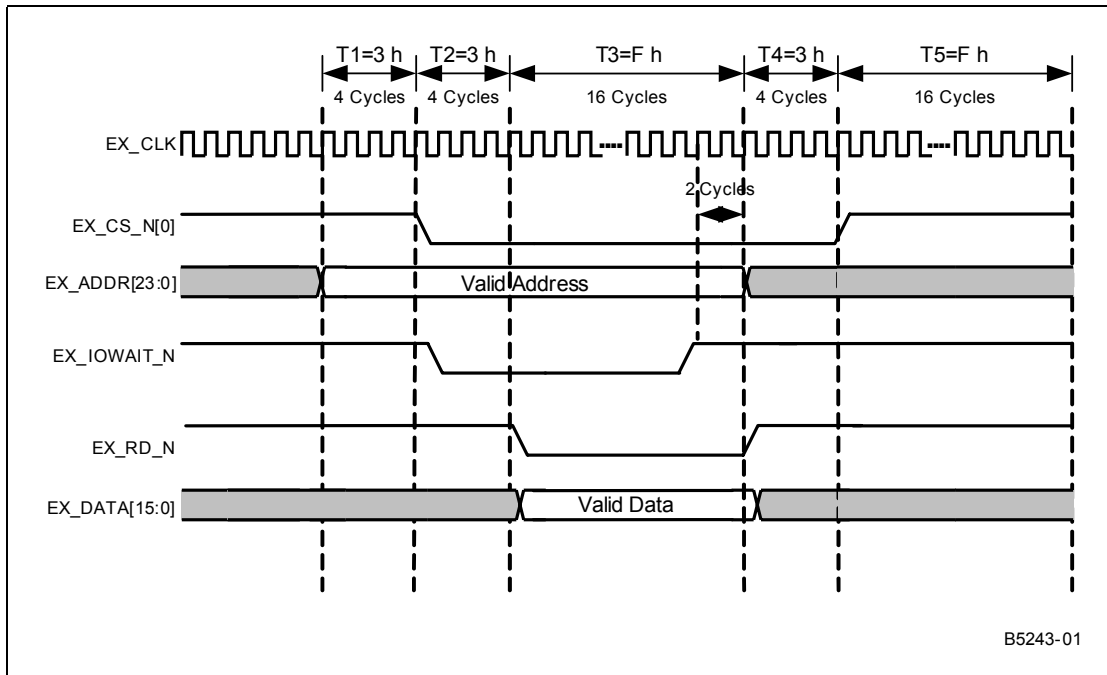 T1=3 h T2=3 h T3=F h T4=3 h T5=F h
4 Cycles 4 Cycles 16 Cycles 4 Cycles 16 Cycles
EX_CLK
2 Cycles
EX_CS_N[0]
EX_ADDR[23:0] Valid Address
EX_IOWAIT_N
EX_RD_N
EX_DATA[15:0] Valid Data
B5243-01